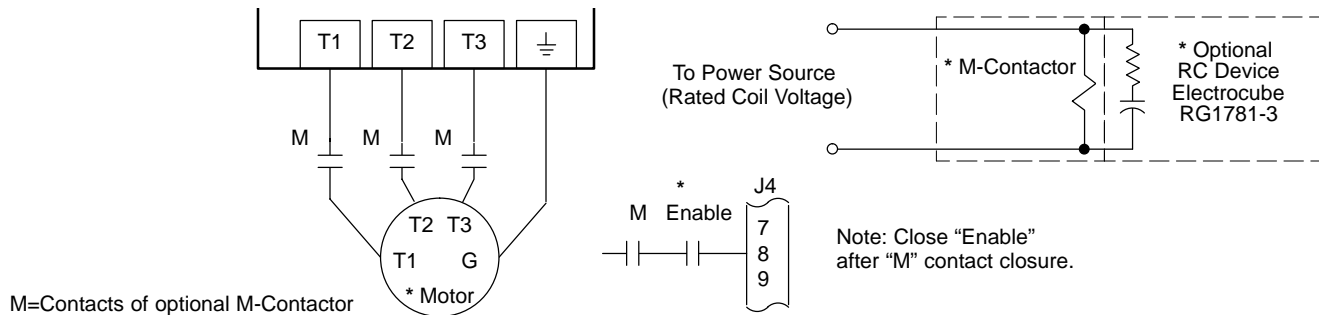 T1 T2 T3
M M M
T2 T3
T1 G
* Motor
M=Contacts of optional M-Contactor
To Power Source
(Rated Coil Voltage)
* M-Contactor
* Optional
RC Device
Electrocube
RG1781-3
*
M Enable
J4
7
8
9
Note: Close “Enable”
after “M” contact closure.